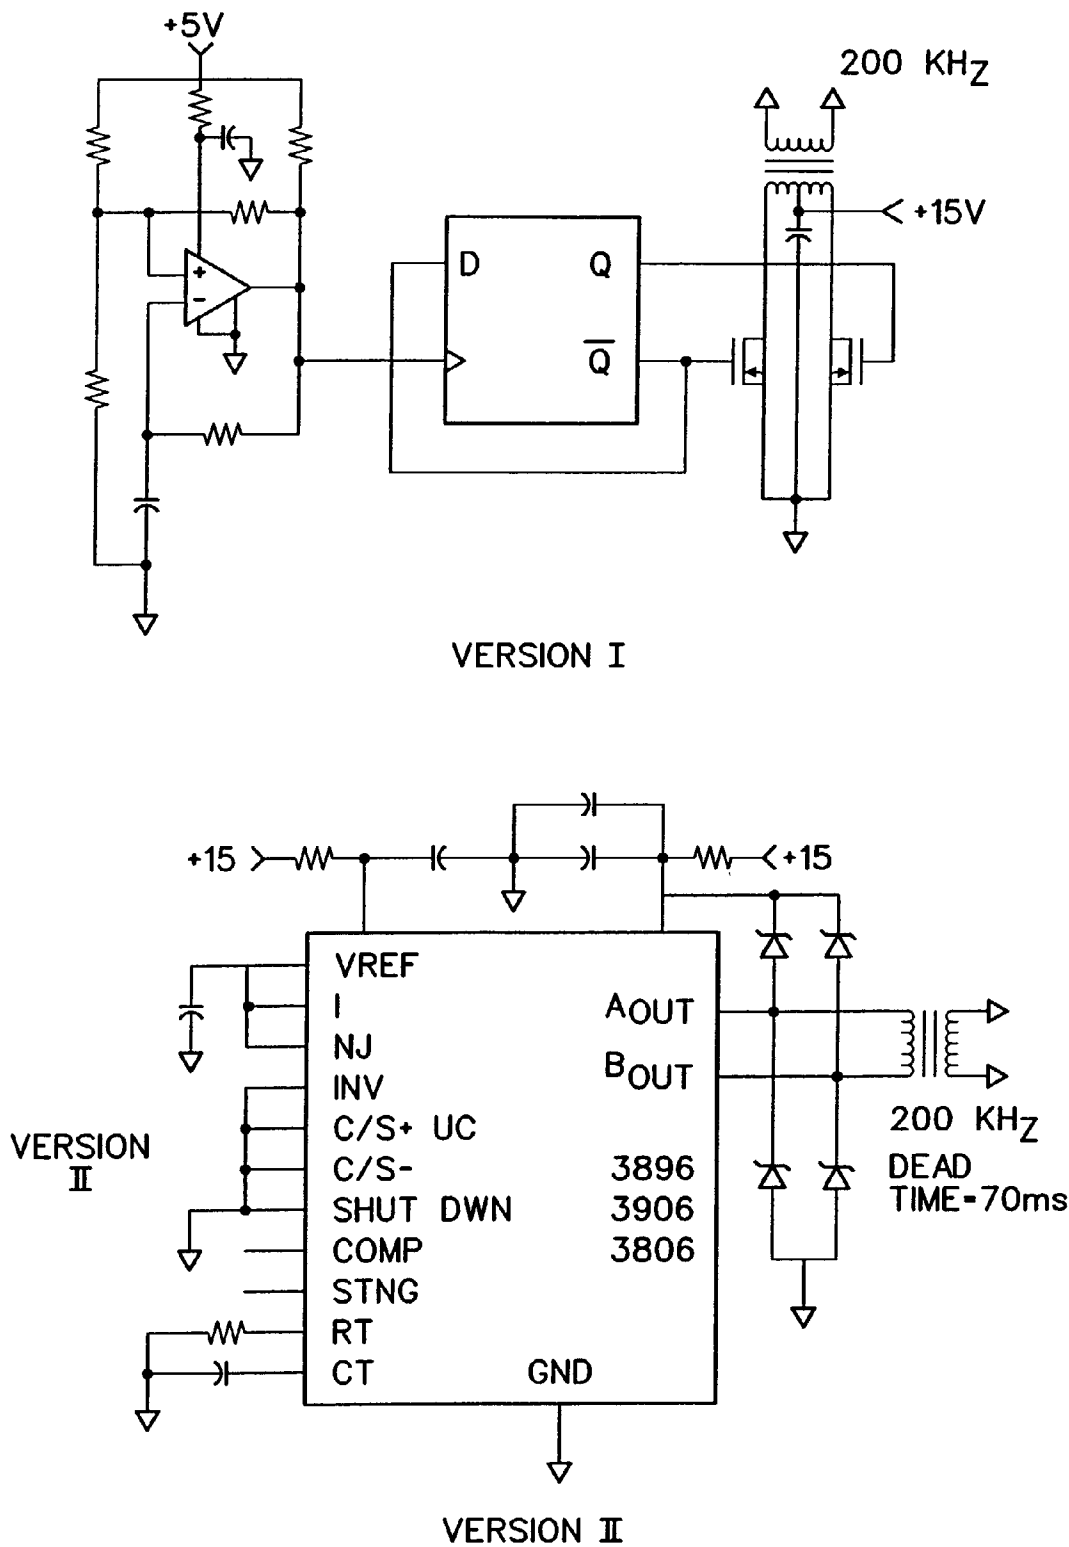 +5V
200 KHZ
+15V
+
-
D
Q
Q̅
VERSION I
+15
+15
VREF
I
NJ
INV
C/S+ UC
C/S-
SHUT DWN
COMP
STNG
RT
CT
AOUT
BOUT
3896
3906
3806
GND
200 KHZ
DEAD
TIME=70ms
VERSION
II
VERSION II